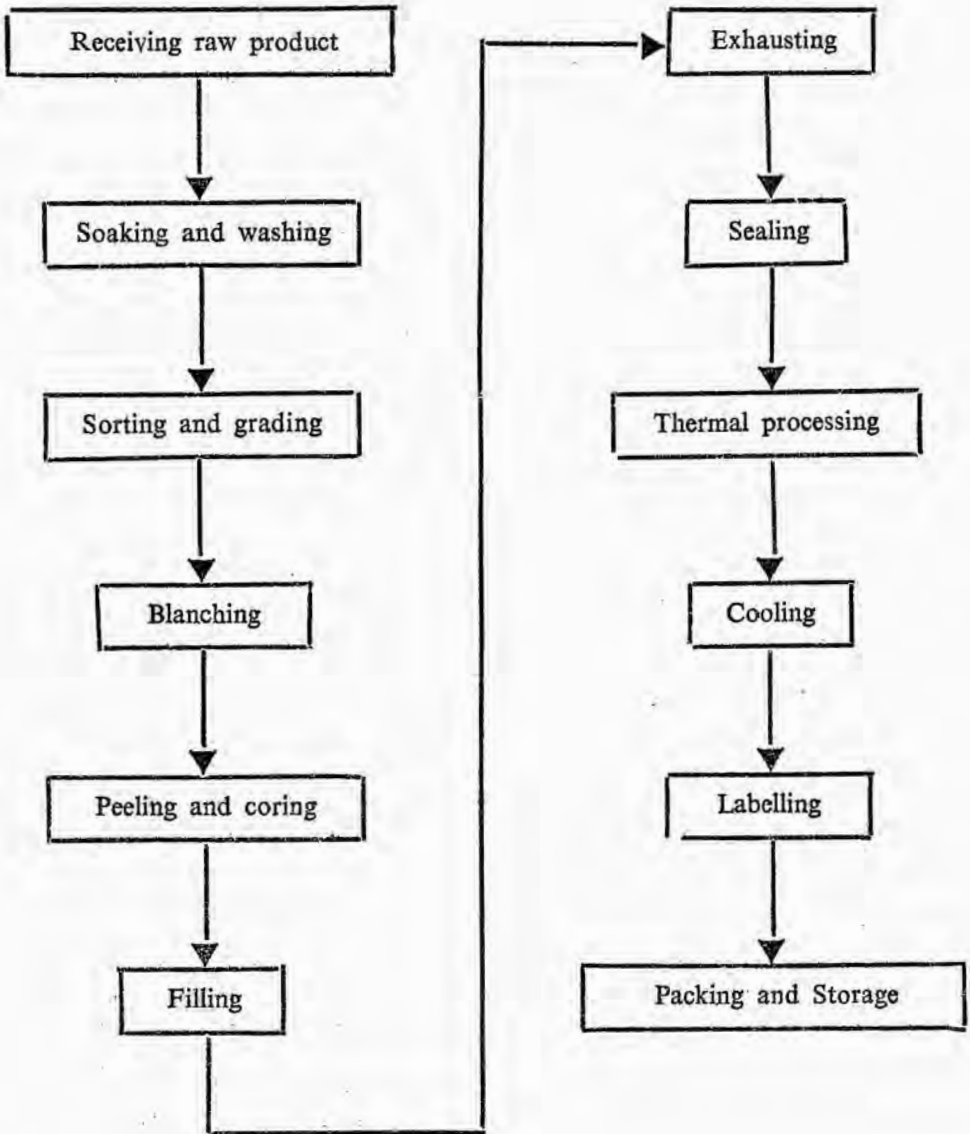 Receiving raw product
Soaking and washing
Sorting and grading
Blanching
Peeling and coring
Filling
Exhausting
Sealing
Thermal processing
Cooling
Labelling
Packing and Storage